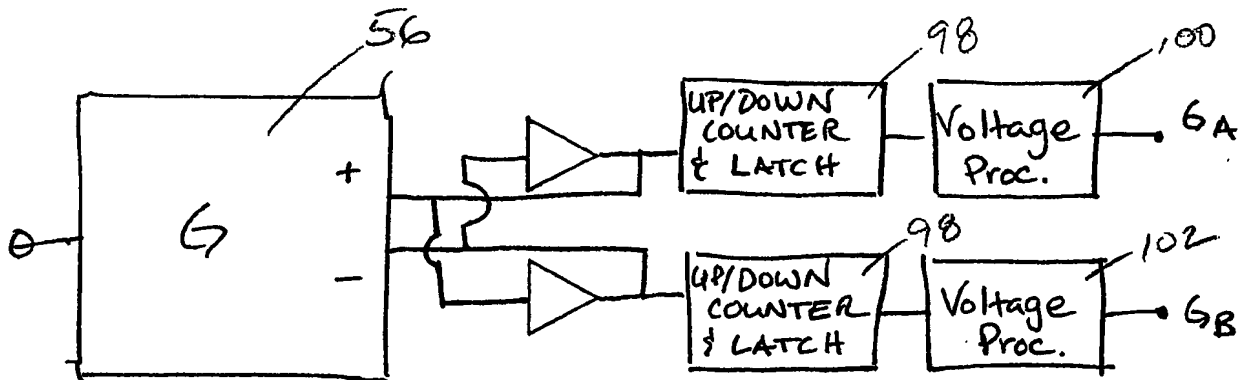 56
G
+
-
98
UP/DOWN
COUNTER
& LATCH
100
Voltage
Proc.
GA
98
UP/DOWN
COUNTER
& LATCH
102
Voltage
Proc.
GB